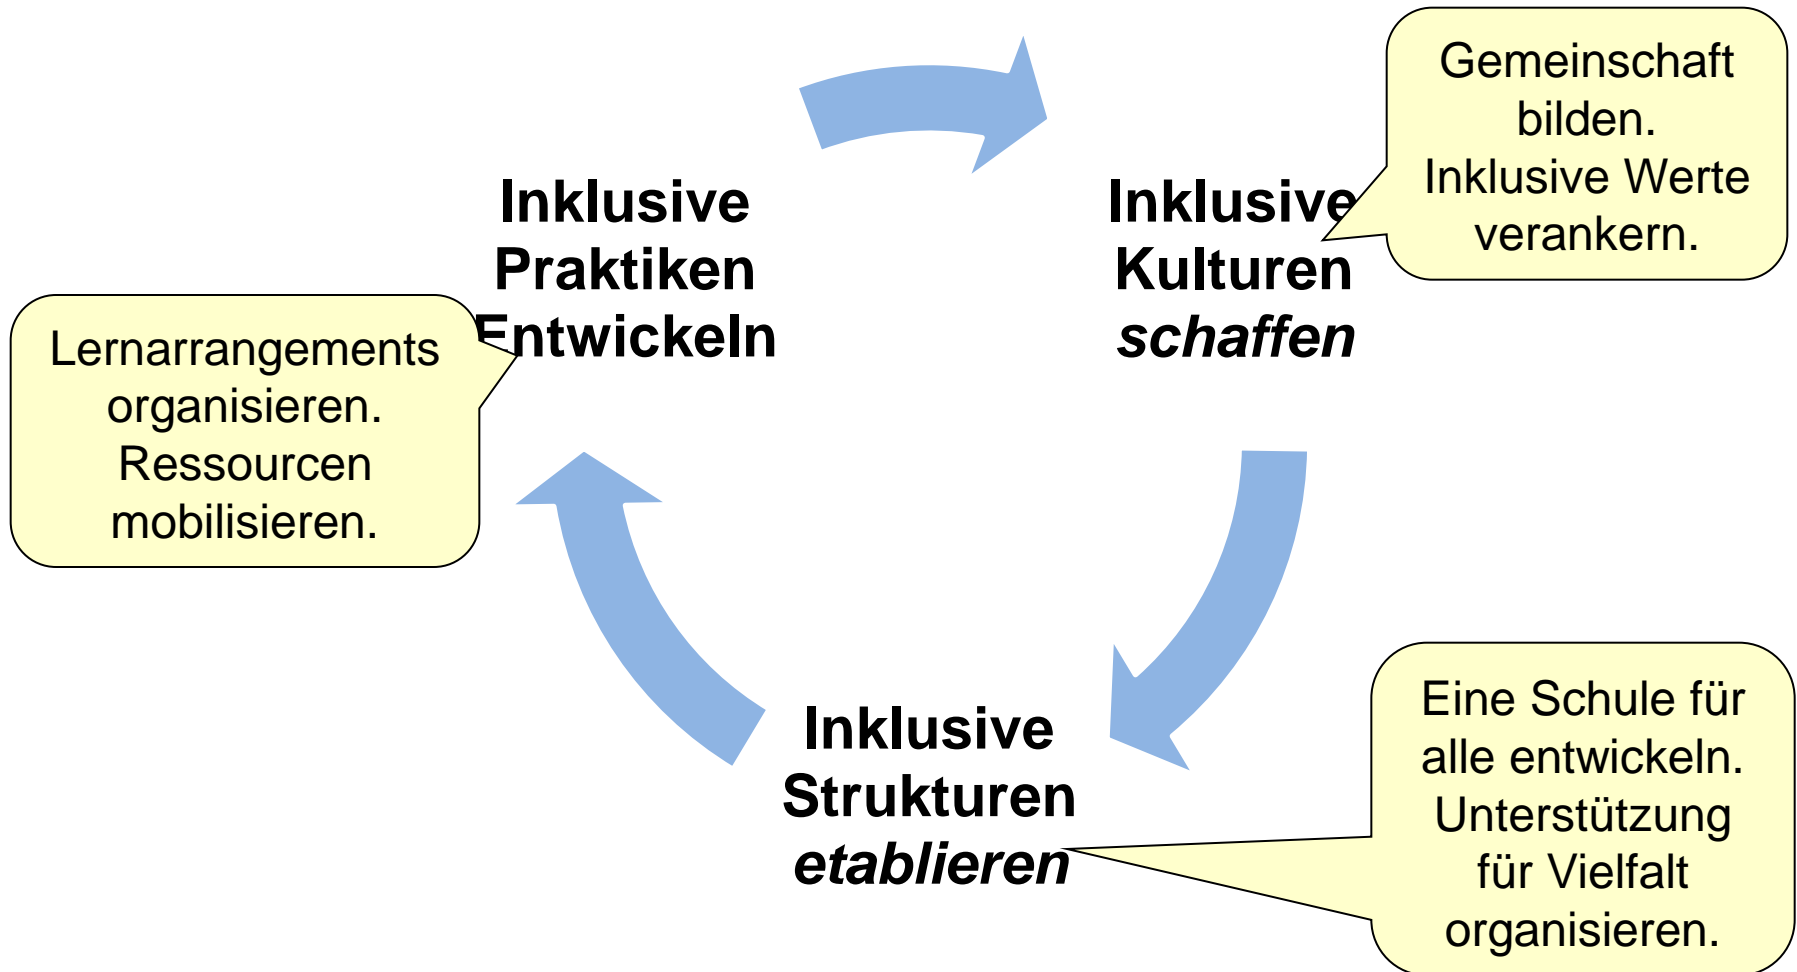 Gemeinschaft
bilden.
Inklusive Werte
verankern.
Inklusive
Praktiken
Entwickeln
Inklusive
Kulturen
schaffen
Lernarrangements
organisieren.
Ressourcen
mobilisieren.
Inklusive
Strukturen
etablieren
Eine Schule für
alle entwickeln.
Unterstützung
für Vielfalt
organisieren.